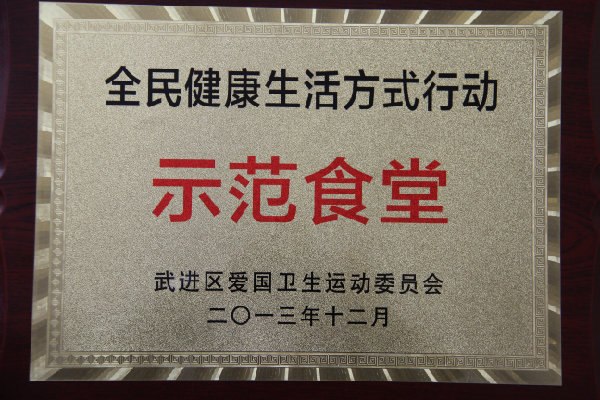 全民健康生活方式行动
示范食堂
武进区爱国卫生运动委员会
二〇一三年十二月